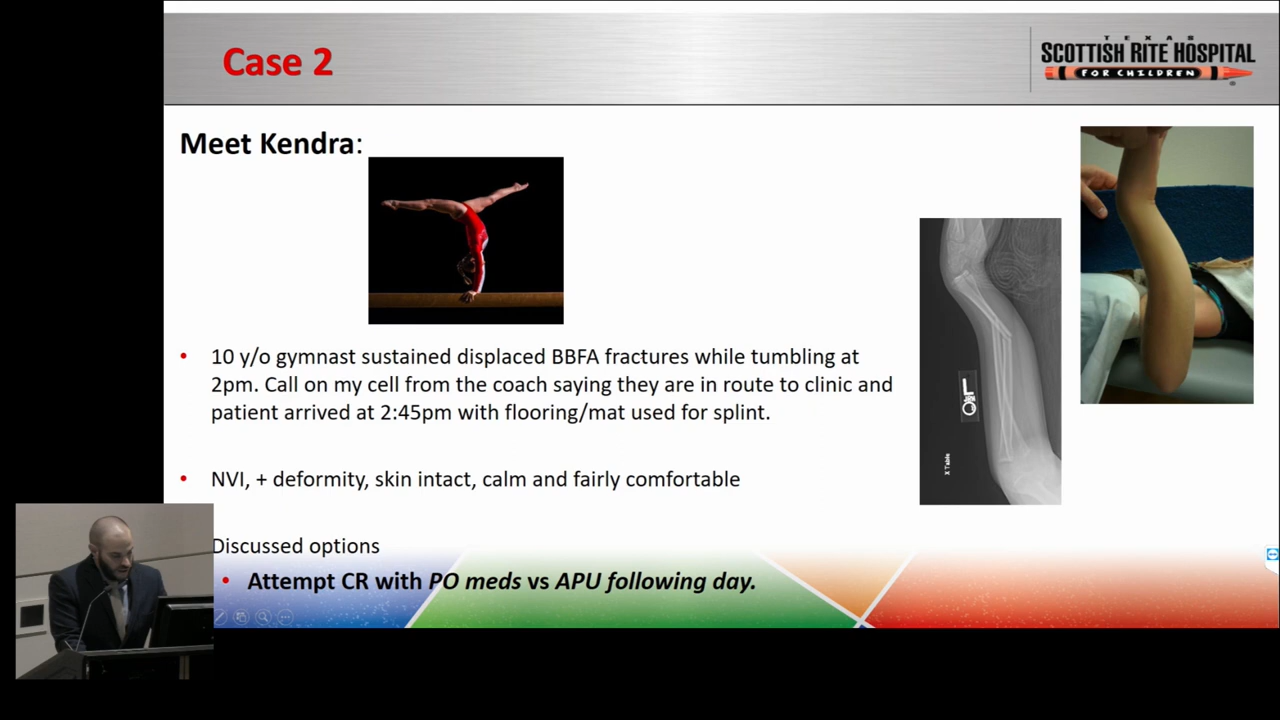 Case 2
TEXAS
SCOTTISH RITE HOSPITAL
FOR CHILDREN
Meet Kendra:
• 10 y/o gymnast sustained displaced BBFA fractures while tumbling at
2pm. Call on my cell from the coach saying they are in route to clinic and
patient arrived at 2:45pm with flooring/mat used for splint.
• NVI, + deformity, skin intact, calm and fairly comfortable
Discussed options
• Attempt CR with PO meds vs APU following day.
X Table